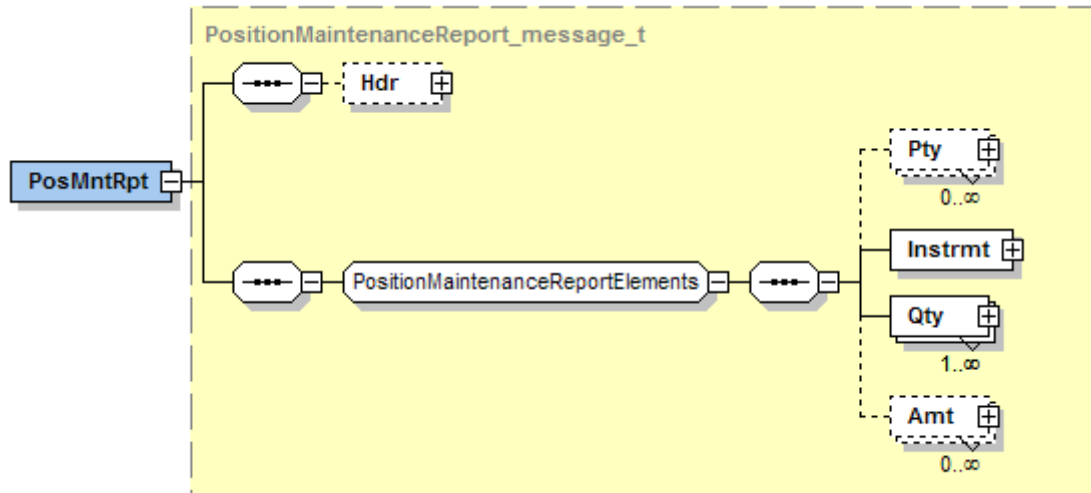 PositionMaintenanceReport_message_t
Hdr
PosMntRpt
Pty
0..∞
Instrmt
PositionMaintenanceReportElements
Qty
1..∞
Amt
0..∞